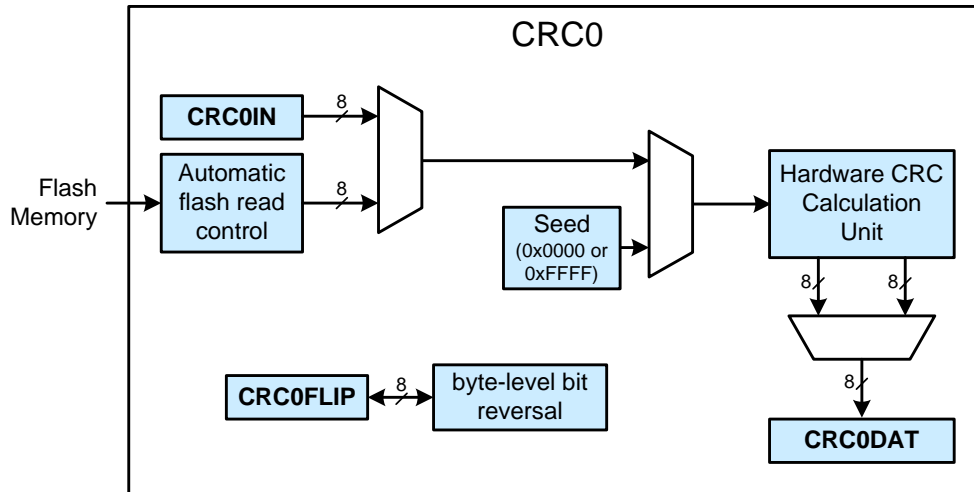 CRC0
CRC0IN
8
Automatic
flash read
control
8
Flash
Memory
Seed
(0x0000 or
0xFFFF)
Hardware CRC
Calculation
Unit
8
8
CRC0FLIP
8
byte-level bit
reversal
8
CRC0DAT